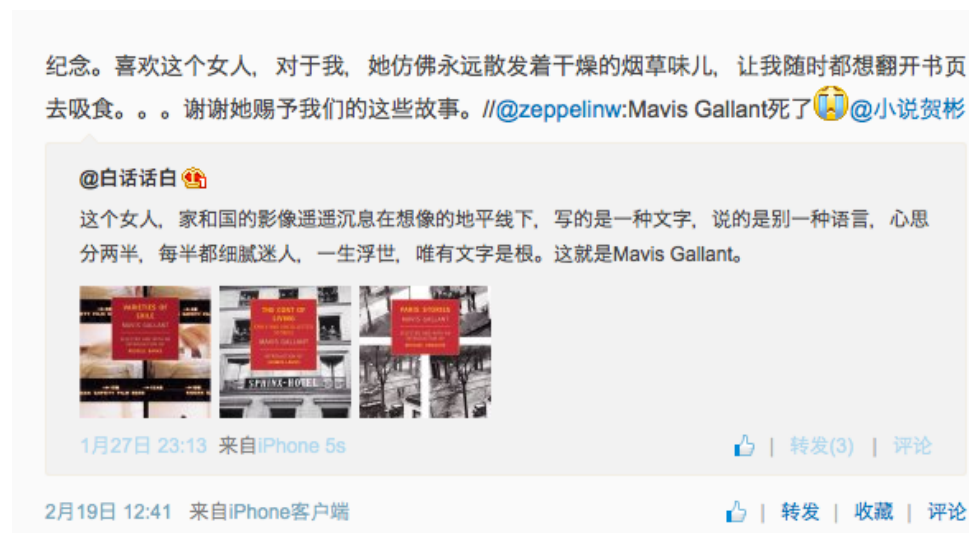 纪念。喜欢这个女人，对于我，她仿佛永远散发着干燥的烟草味儿，让我随时都想翻开书页
去吸食。。。谢谢她赐予我们的这些故事。//@zeppelinw:Mavis Gallant死了@小说贺彬
@白话话白
这个女人，家和国的影像遥遥沉息在想像的地平线下，写的是一种文字，说的是别一种语言，心思
分两半，每半都细腻迷人，一生浮世，唯有文字是根。这就是Mavis Gallant。
VARIETIES OF
EXILE
MAVIS GALLANT
THE COST OF
LIVING
MAVIS GALLANT
SPHINX-HOTEL
PARIS STORIES
MAVIS GALLANT
1月27日 23:13 来自iPhone 5s | 转发(3) | 评论
2月19日 12:41 来自iPhone客户端 | 转发 | 收藏 | 评论